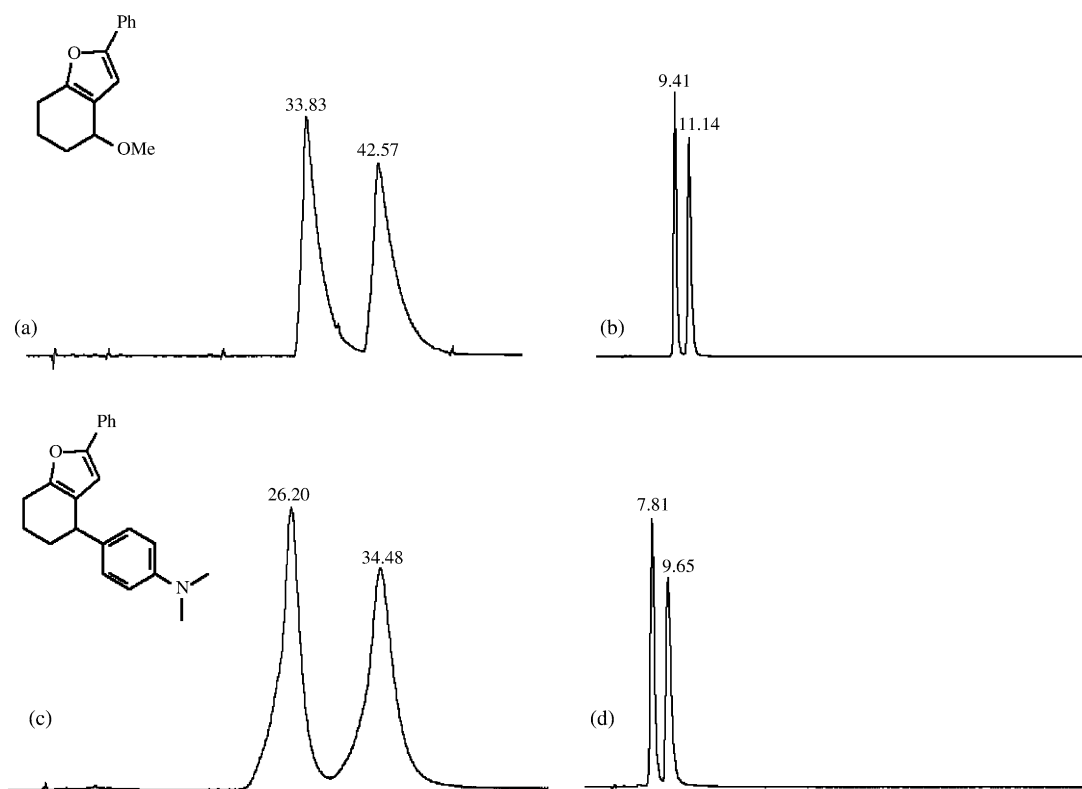 Ph
O
OMe
33.83
42.57
9.41
11.14
(a)
(b)
Ph
O
N
26.20
34.48
7.81
9.65
(c)
(d)